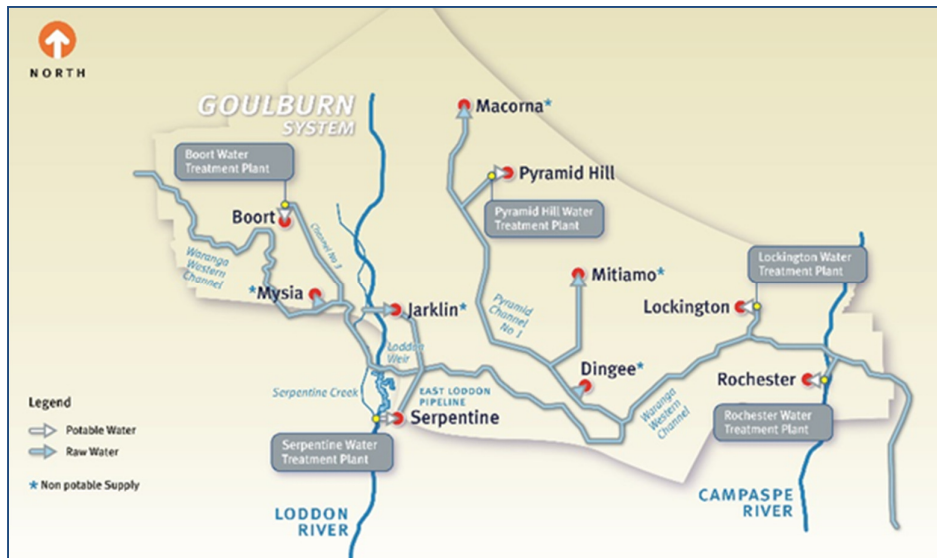 NORTH
GOULBURN
SYSTEM
Boort Water
Treatment Plant
Boort
Channel No 3
Waranga
Western
Channel
*Mysia
Macorna*
Pyramid Hill
Pyramid Hill Water
Treatment Plant
Mitiamo*
Pyramid
Channel
No 1
Lockington Water
Treatment Plant
Lockington
Jarklin*
Loddon
Weir
Serpentine Creek
EAST LODDON
PIPELINE
Serpentine
Dingee*
Waranga
Western
Channel
Rochester
Rochester Water
Treatment Plant
Serpentine Water
Treatment Plant
LODDON
RIVER
CAMPASPE
RIVER
Legend
Potable Water
Raw Water
* Non potable Supply